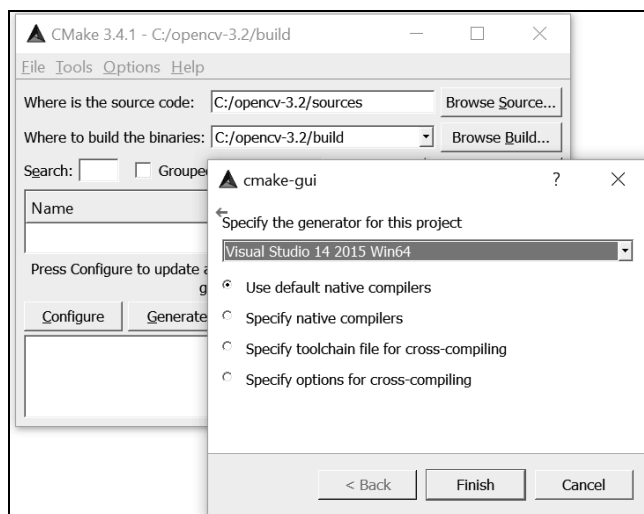 CMake 3.4.1 - C:/opencv-3.2/build
File Tools Options Help
Where is the source code: C:/opencv-3.2/sources Browse Source...
Where to build the binaries: C:/opencv-3.2/build Browse Build...
Search: Grouped
Name
Press Configure to update
Configure Generate
cmake-gui ?
Specify the generator for this project
Visual Studio 14 2015 Win64
Use default native compilers
Specify native compilers
Specify toolchain file for cross-compiling
Specify options for cross-compiling
< Back Finish Cancel